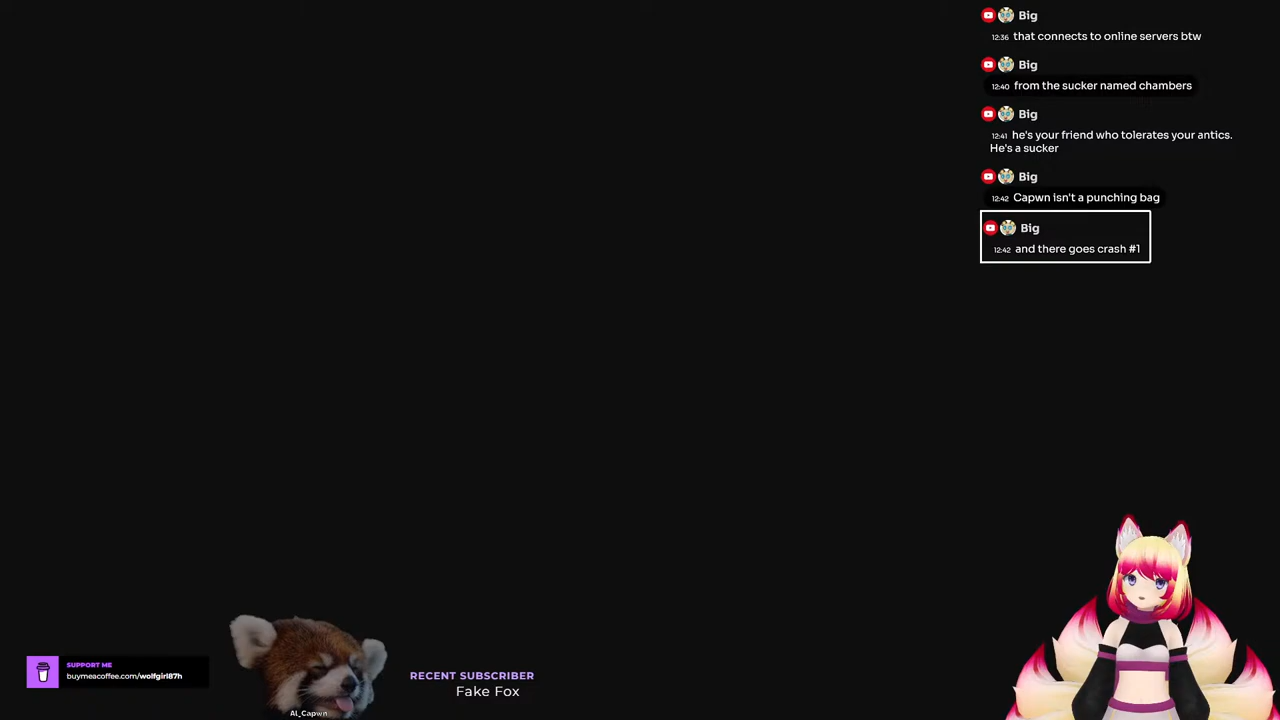 Big
12:36 that connects to online servers btw
Big
12:40 from the sucker named chambers
Big
12:41 he's your friend who tolerates your antics.
He's a sucker
Big
12:42 Capwn isn't a punching bag
Big
12:42 and there goes crash #1
SUPPORT ME
buymeacoffee.com/wolfgirl87h
Al_Capwn
RECENT SUBSCRIBER
Fake Fox